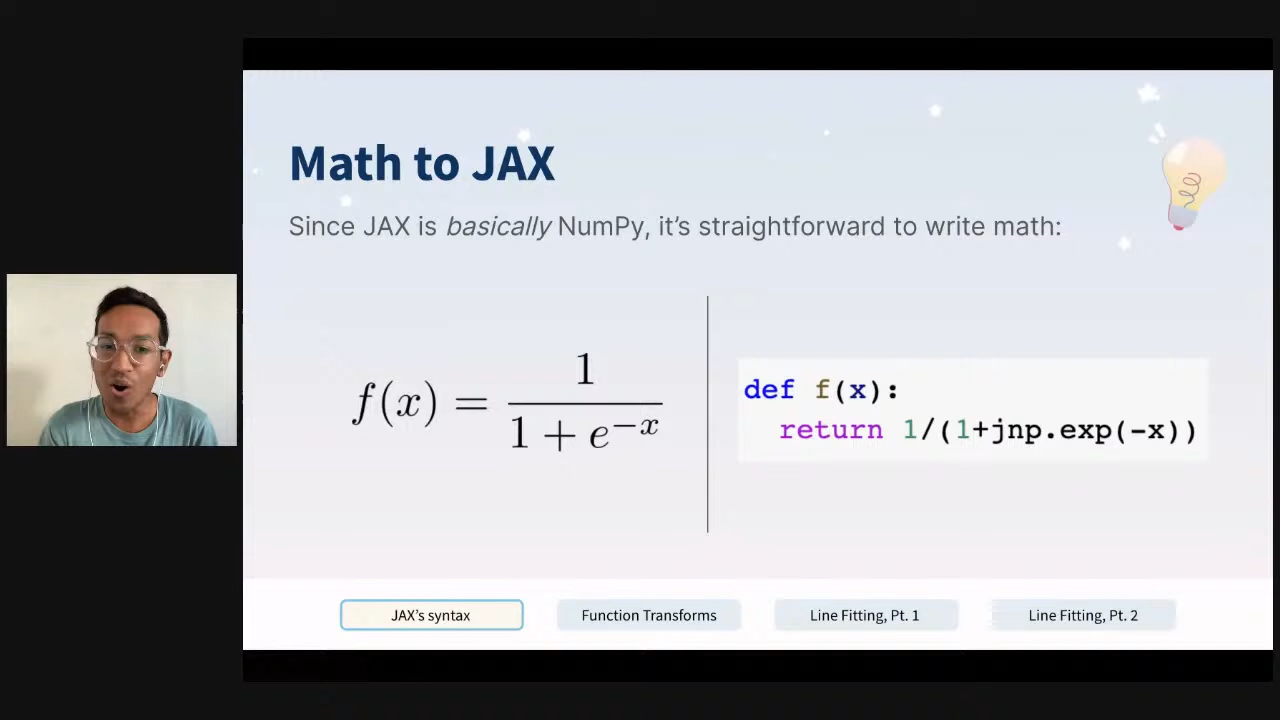 Math to JAX
Since JAX is basically NumPy, it’s straightforward to write math:
f(x) = 1 / (1 + e^{-x})
def f(x):
  return 1/(1+jnp.exp(-x))
JAX's syntax
Function Transforms
Line Fitting, Pt. 1
Line Fitting, Pt. 2